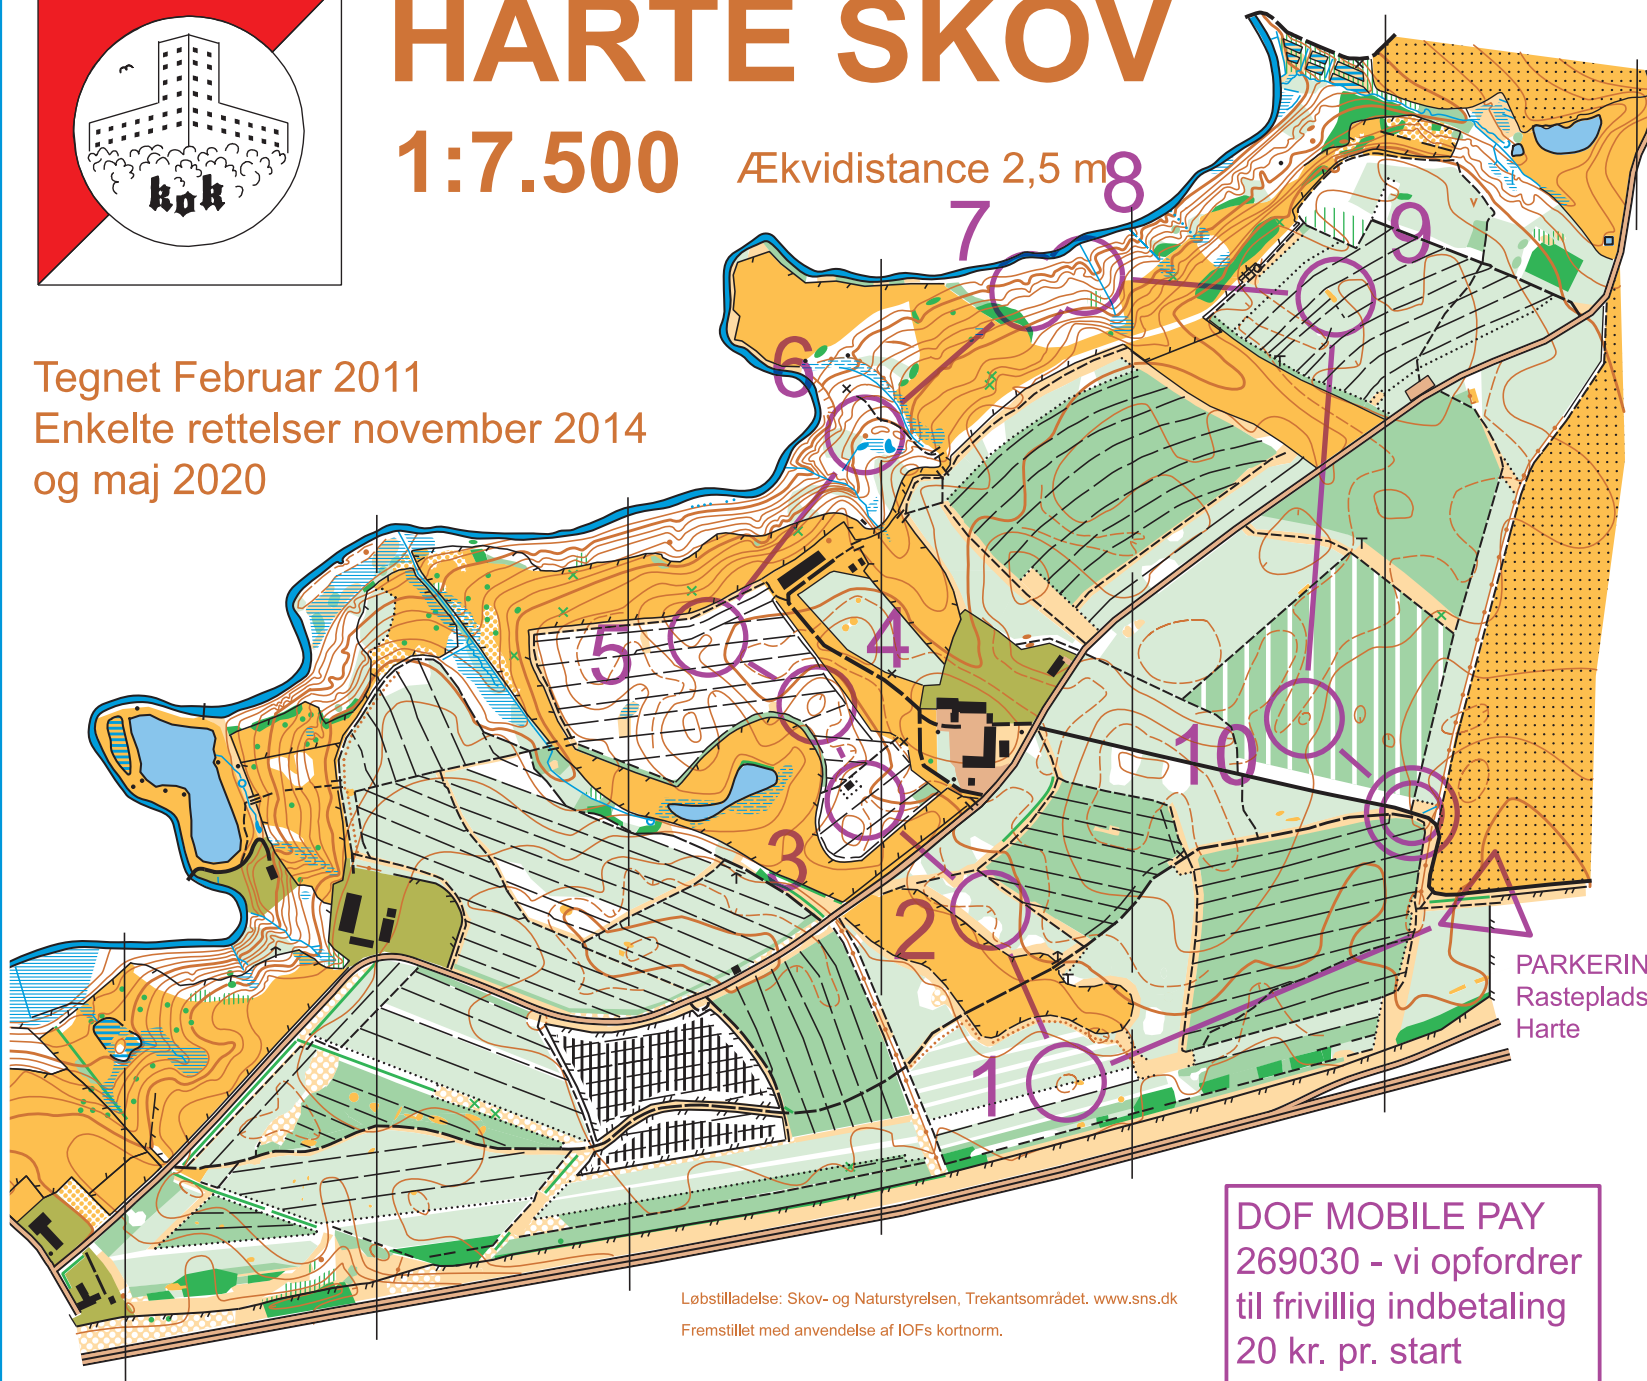 HARTE SKOV
1:7.500
Ækvidistance 2,5 m
kok
Tegnet Februar 2011
Enkelte rettelser november 2014
og maj 2020
8
7
9
6
5
4
10
3
2
1
PARKERIN
Rasteplads
Harte
DOF MOBILE PAY
269030 - vi opfordrer
til frivillig indbetaling
20 kr. pr. start
Løbstilladelse: Skov- og Naturstyrelsen, Trekantsområdet. www.sns.dk
Fremstillet med anvendelse af IOFs kortnorm.